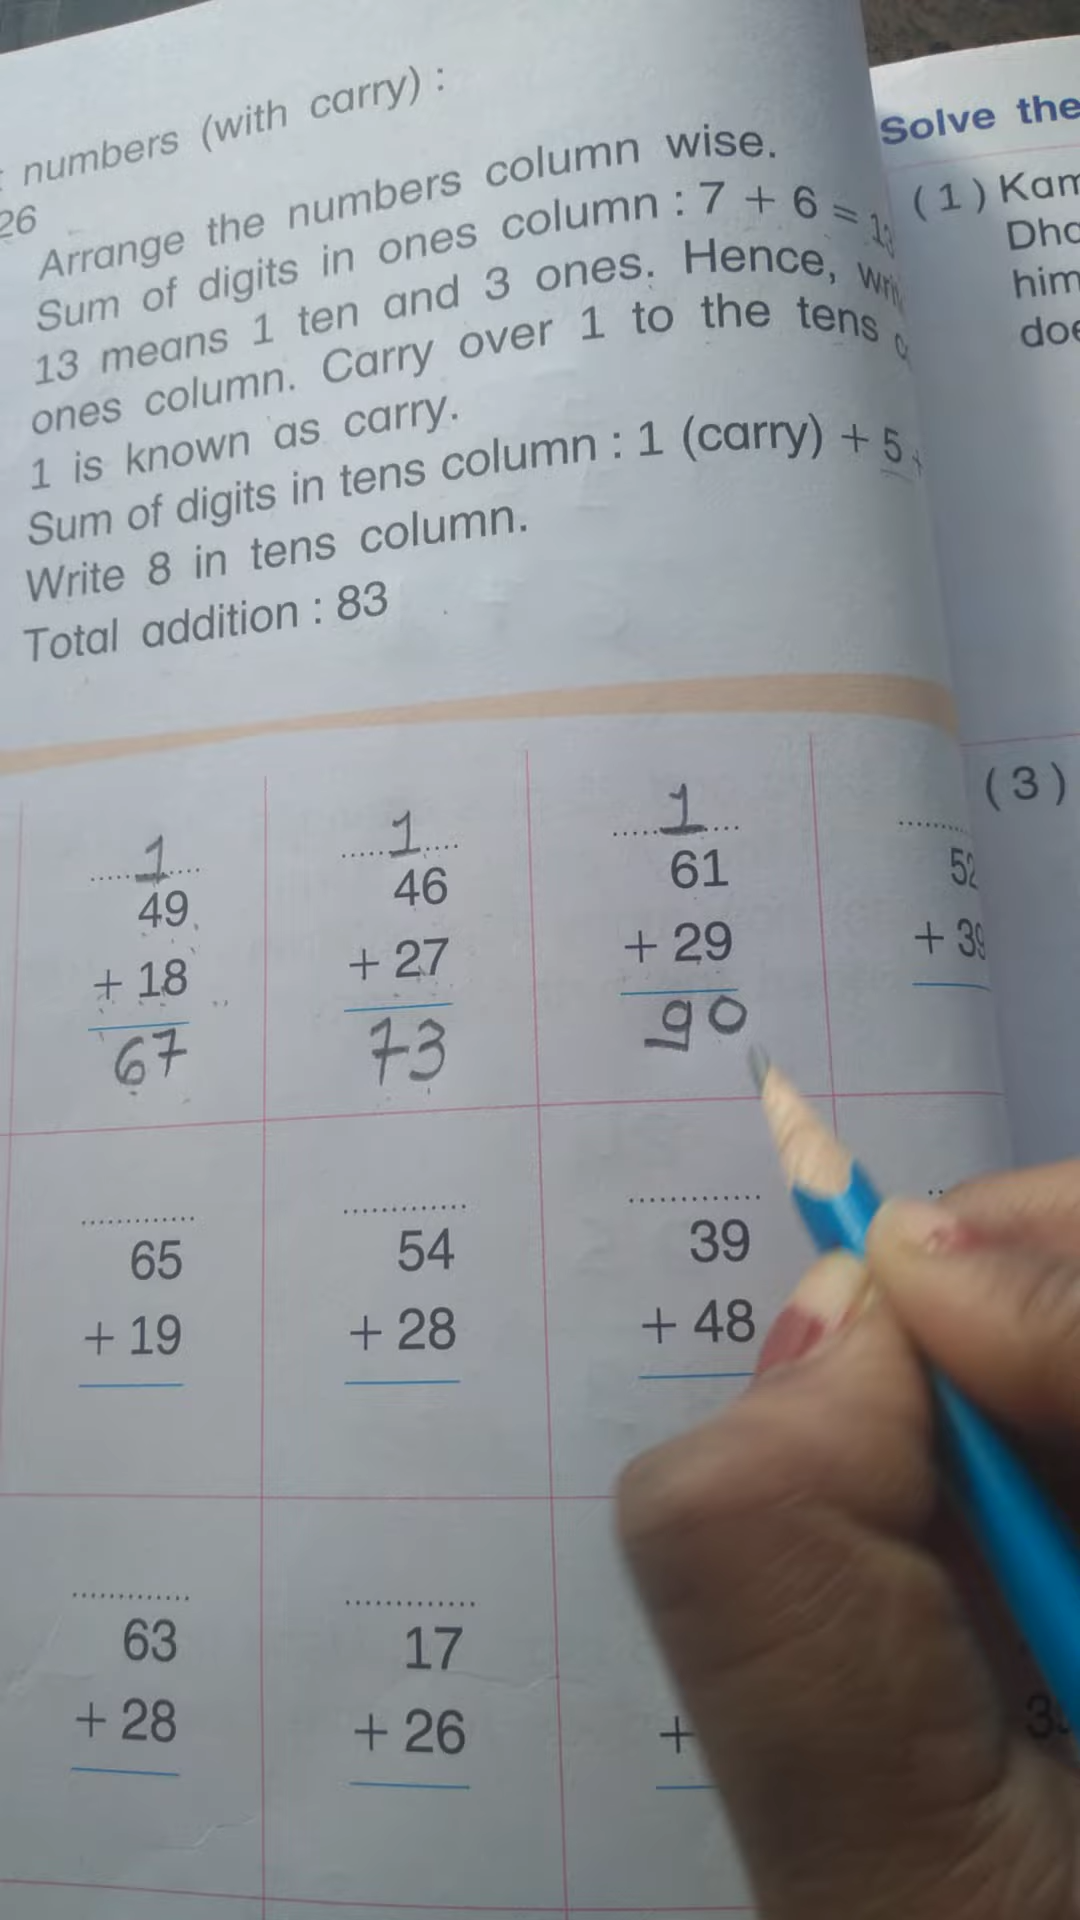 numbers (with carry) :
26
Arrange the numbers column wise.
Sum of digits in ones column : 7 + 6 = 13
13 means 1 ten and 3 ones. Hence,
ones column. Carry over 1 to the tens
1 is known as carry.
Sum of digits in tens column : 1 (carry) + 5 +
Write 8 in tens column.
Total addition : 83
1
49
+ 18
67
1
46
+ 27
73
1
61
+ 29
90
52
+ 39
65
+ 19
54
+ 28
39
+ 48
63
+ 28
17
+ 26
+
Solve the
(1)
him
(3)